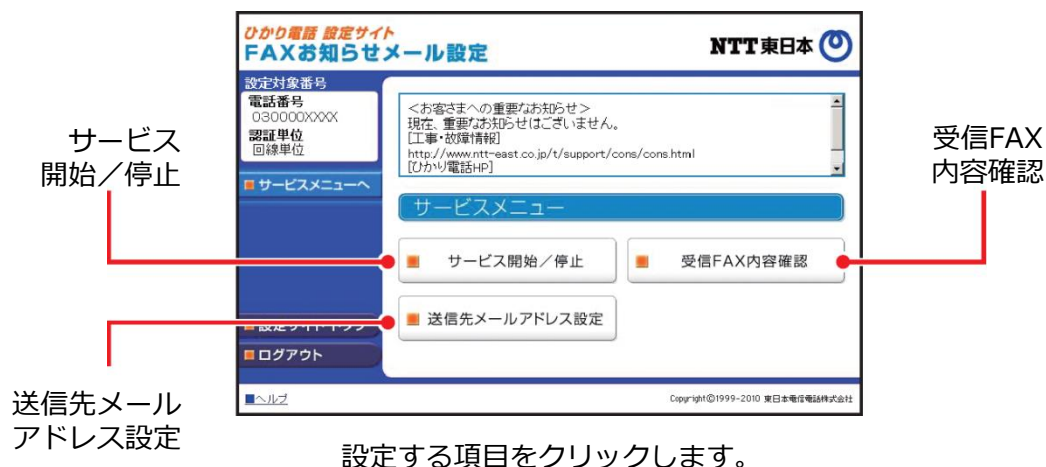 ひかり電話 設定サイト
FAXお知らせメール設定
NTT東日本
設定対象番号
電話番号
030000XXXX
認証単位
回線単位
■サービスメニューへ
<お客さまへの重要なお知らせ>
現在、重要なお知らせはございません。
[工事・故障情報]
http://www.ntt-east.co.jp/t/support/cons/cons.html
[ひかり電話HP]
サービスメニュー
サービス開始／停止
受信FAX内容確認
送信先メールアドレス設定
■設定サイトトップ
■ログアウト
■ヘルプ
Copyright©1999-2010 東日本電信電話株式会社
サービス
開始／停止
受信FAX
内容確認
送信先メール
アドレス設定
設定する項目をクリックします。